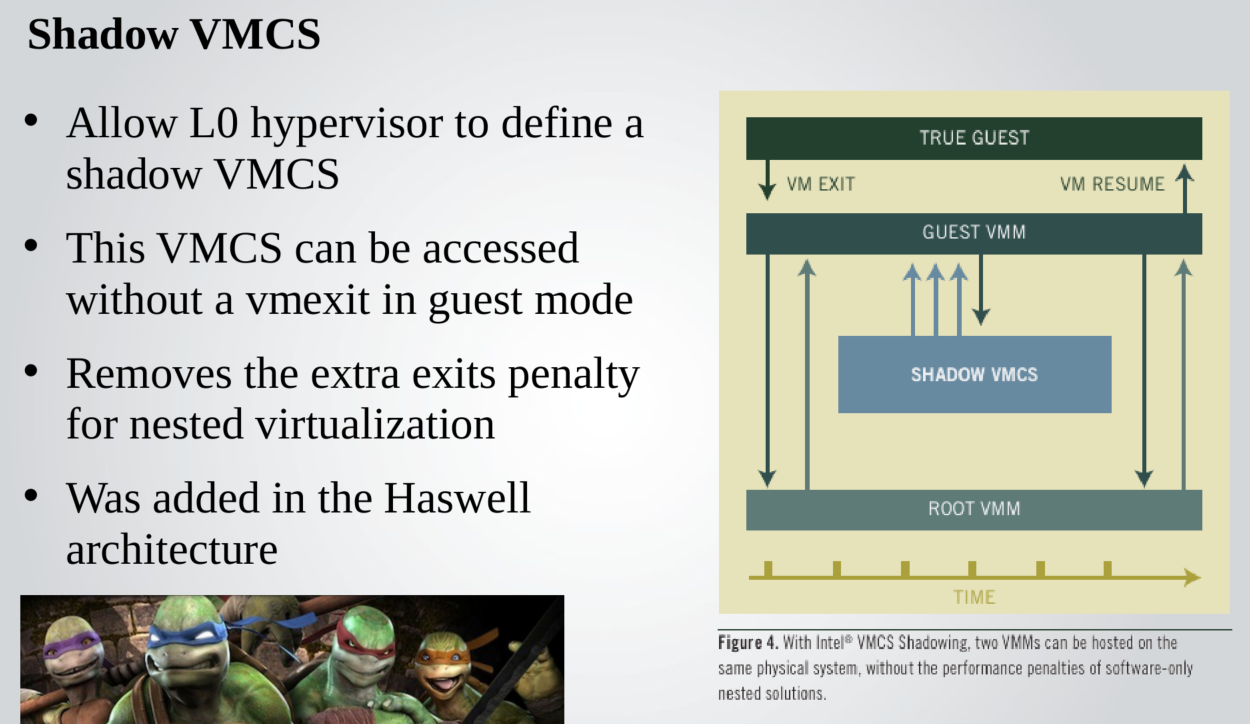 Shadow VMCS
• Allow L0 hypervisor to define a
shadow VMCS
• This VMCS can be accessed
without a vmexit in guest mode
• Removes the extra exits penalty
for nested virtualization
• Was added in the Haswell
architecture
TRUE GUEST
VM EXIT
VM RESUME
GUEST VMM
SHADOW VMCS
ROOT VMM
TIME
Figure 4. With Intel® VMCS Shadowing, two VMMs can be hosted on the
same physical system, without the performance penalties of software-only
nested solutions.